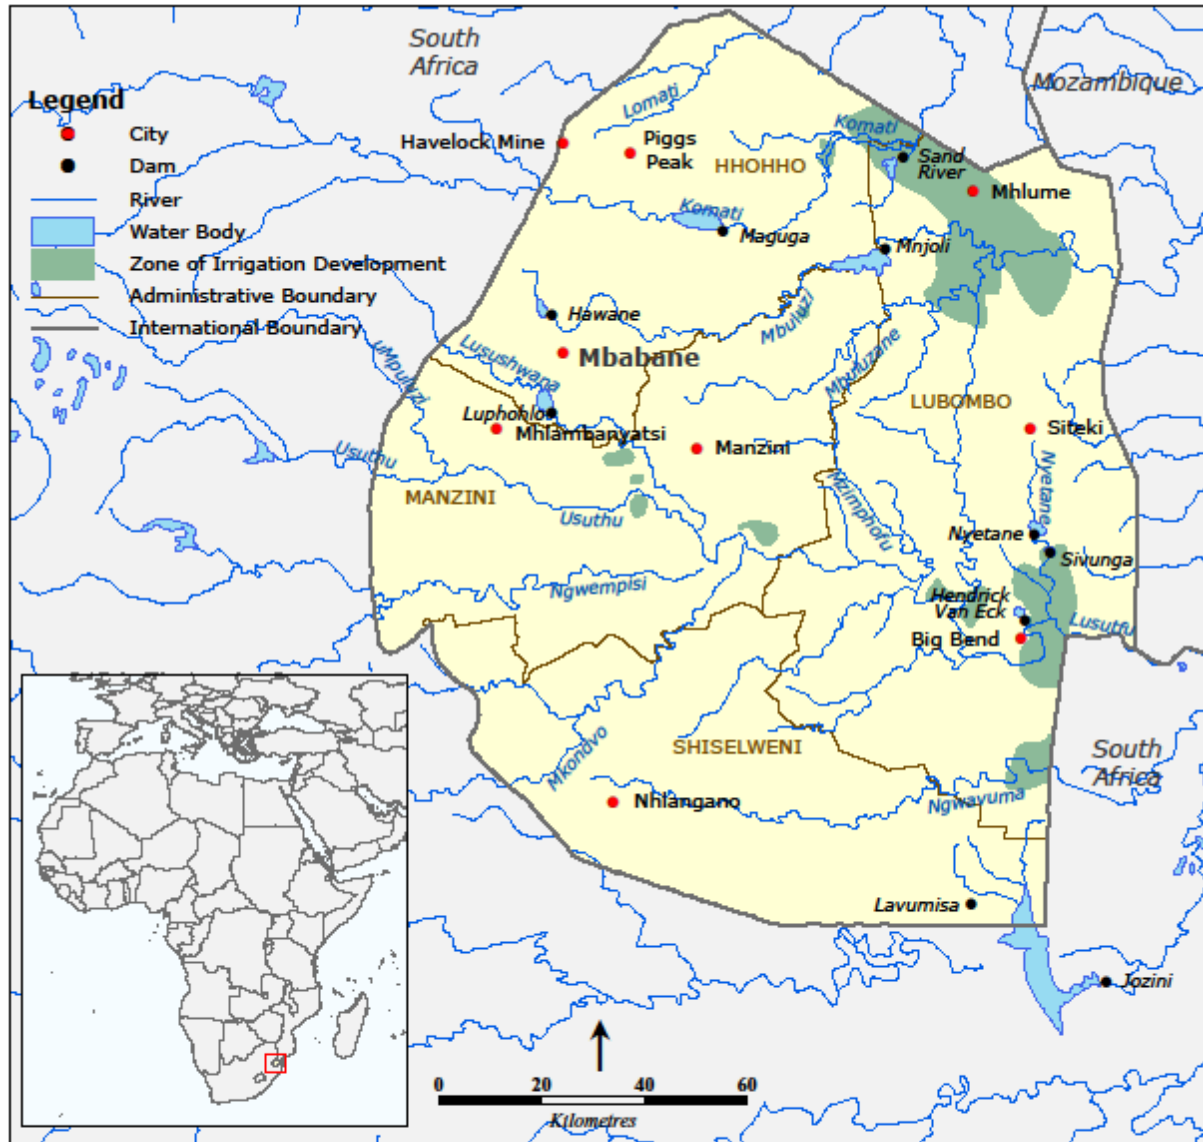 South
Africa
Mozambique
Legend
City
Dam
River
Water Body
Zone of Irrigation Development
Administrative Boundary
International Boundary
Lomati
Havelock Mine
Piggs
Peak
HHOHHO
Komati
Sand
River
Mhlume
Komati
Maguga
Mnjoli
Hawane
Mbuluzi
Mbabane
Lusushwana
uMpuluzi
Mbuluzane
LUBOMBO
Luphohlo
Mhlambanyatsi
Manzini
Siteki
Usuthu
MANZINI
Nyetane
Mzimphofu
Usuthu
Nyetane
Sivunga
Ngwempisi
Hendrick
Van Eck
Big Bend
Lusutfu
Mkondvo
SHISELWENI
South
Africa
Nhlangano
Ngwavuma
Lavumisa
Jozini
0 20 40 60
Kilometres